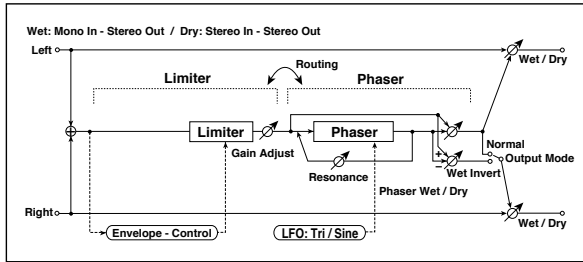 Wet: Mono In - Stereo Out / Dry: Stereo In - Stereo Out
Left
Wet / Dry
Routing
Limiter
Phaser
Limiter
Phaser
Gain Adjust
Resonance
+
−
Normal
Output Mode
Wet Invert
Phaser Wet / Dry
Right
Wet / Dry
Envelope - Control
LFO: Tri / Sine